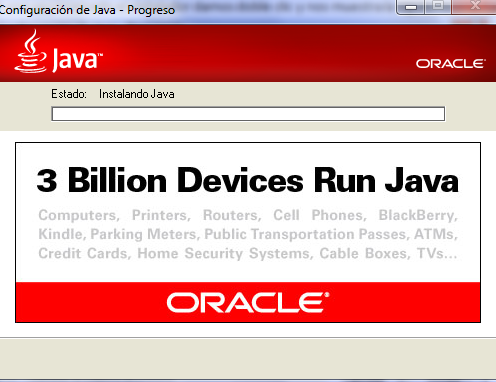 Configuración de Java - Progreso
Java™
ORACLE®
Estado: Instalando Java
3 Billion Devices Run Java
Computers, Printers, Routers, Cell Phones, BlackBerry,
Kindle, Parking Meters, Public Transportation Passes, ATMs,
Credit Cards, Home Security Systems, Cable Boxes, TVs...
ORACLE®